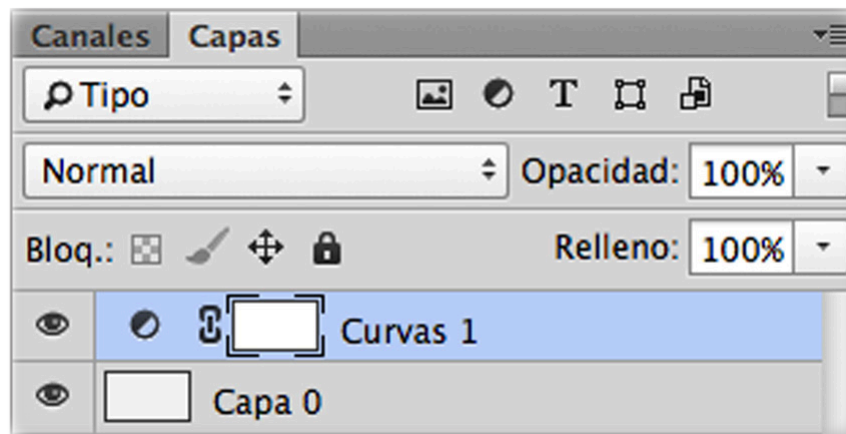 Canales Capas
Tipo T
Normal Opacidad: 100%
Bloq.: Relleno: 100%
Curvas 1
Capa 0